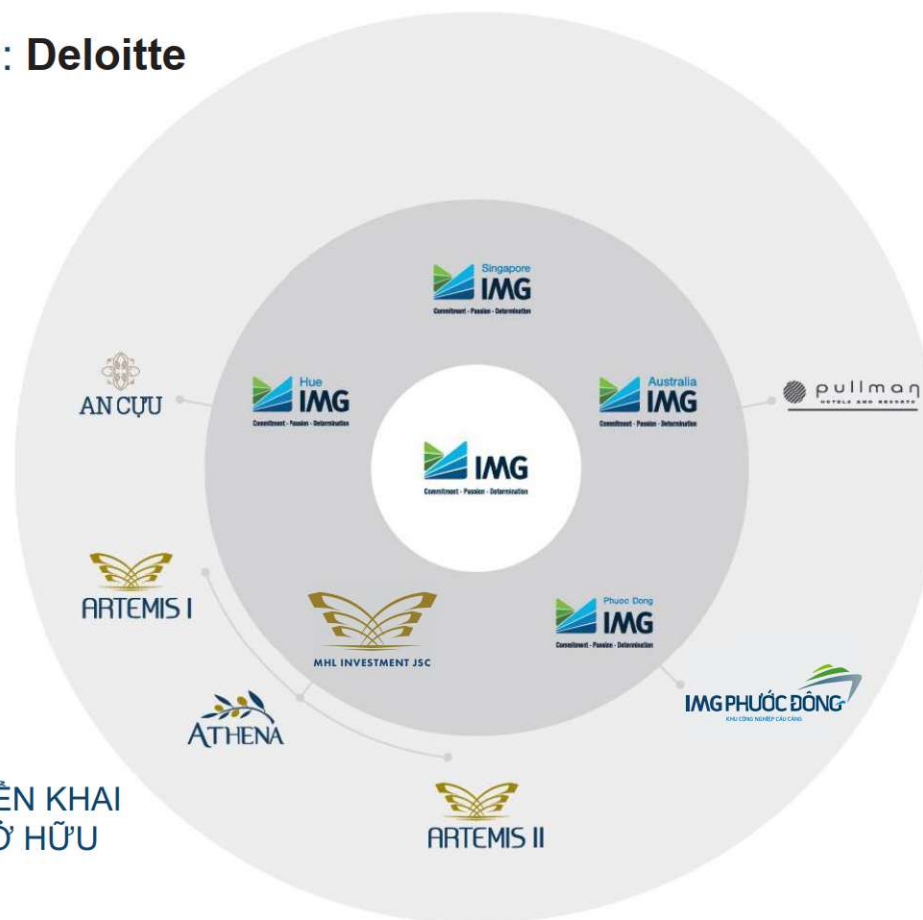 : Deloitte
Singapore
IMG
Commitment - Passion - Determination
AN CỰU
Hue
IMG
Commitment - Passion - Determination
Australia
IMG
Commitment - Passion - Determination
pullman
HOTELS AND RESORTS
IMG
Commitment - Passion - Determination
ARTEMIS I
MHL INVESTMENT JSC
Phuoc Dong
IMG
Commitment - Passion - Determination
ATHENA
IMG PHƯỚC ĐÔNG
KHU CÔNG NGHIỆP CẦU CẢNG
ỂN KHAI
Ở HỮU
ARTEMIS II